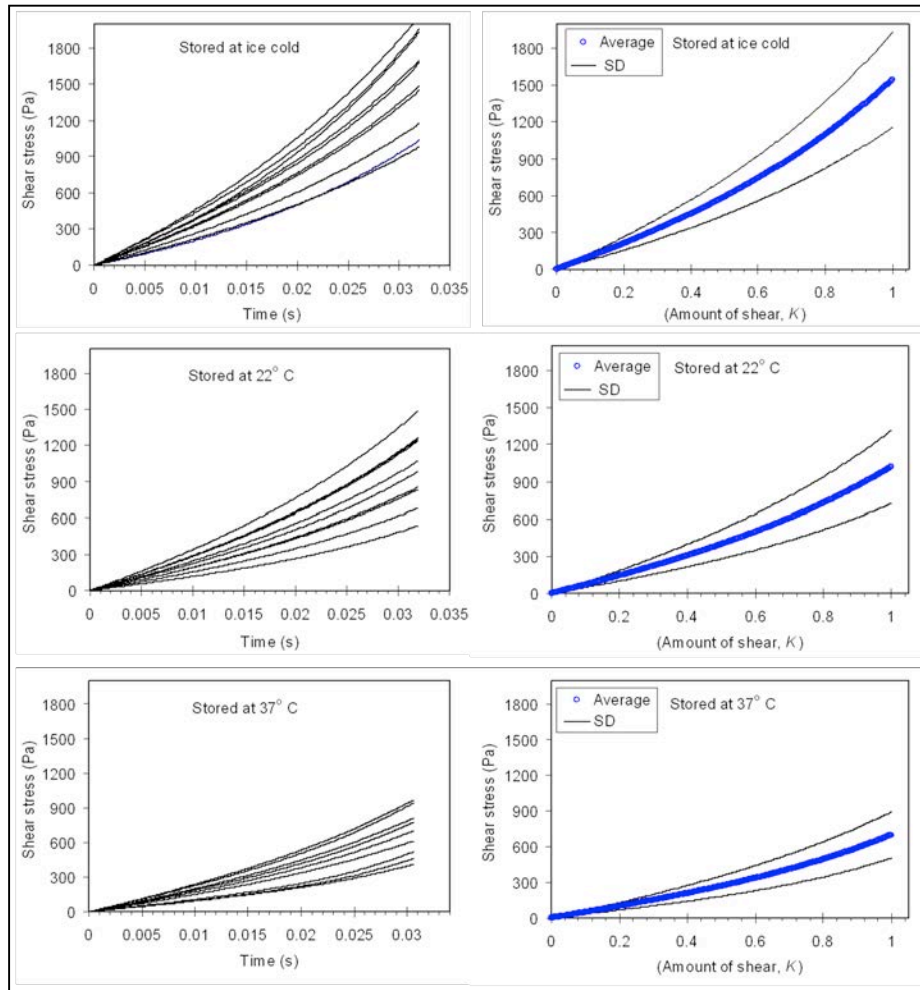 Stored at ice cold
1800
1500
1200
900
600
300
0
Shear stress (Pa)
0 0.005 0.01 0.015 0.02 0.025 0.03 0.035
Time (s)
Average
SD
Stored at ice cold
1800
1500
1200
900
600
300
0
Shear stress (Pa)
0 0.2 0.4 0.6 0.8 1
(Amount of shear, K)
Stored at 22° C
1800
1500
1200
900
600
300
0
Shear stress (Pa)
0 0.005 0.01 0.015 0.02 0.025 0.03 0.035
Time (s)
Average
SD
Stored at 22° C
1800
1500
1200
900
600
300
0
Shear stress (Pa)
0 0.2 0.4 0.6 0.8 1
(Amount of shear, K)
Stored at 37° C
1800
1500
1200
900
600
300
0
Shear stress (Pa)
0 0.005 0.01 0.015 0.02 0.025 0.03
Time (s)
Average
SD
Stored at 37° C
1800
1500
1200
900
600
300
0
Shear stress (Pa)
0 0.2 0.4 0.6 0.8 1
(Amount of shear, K)